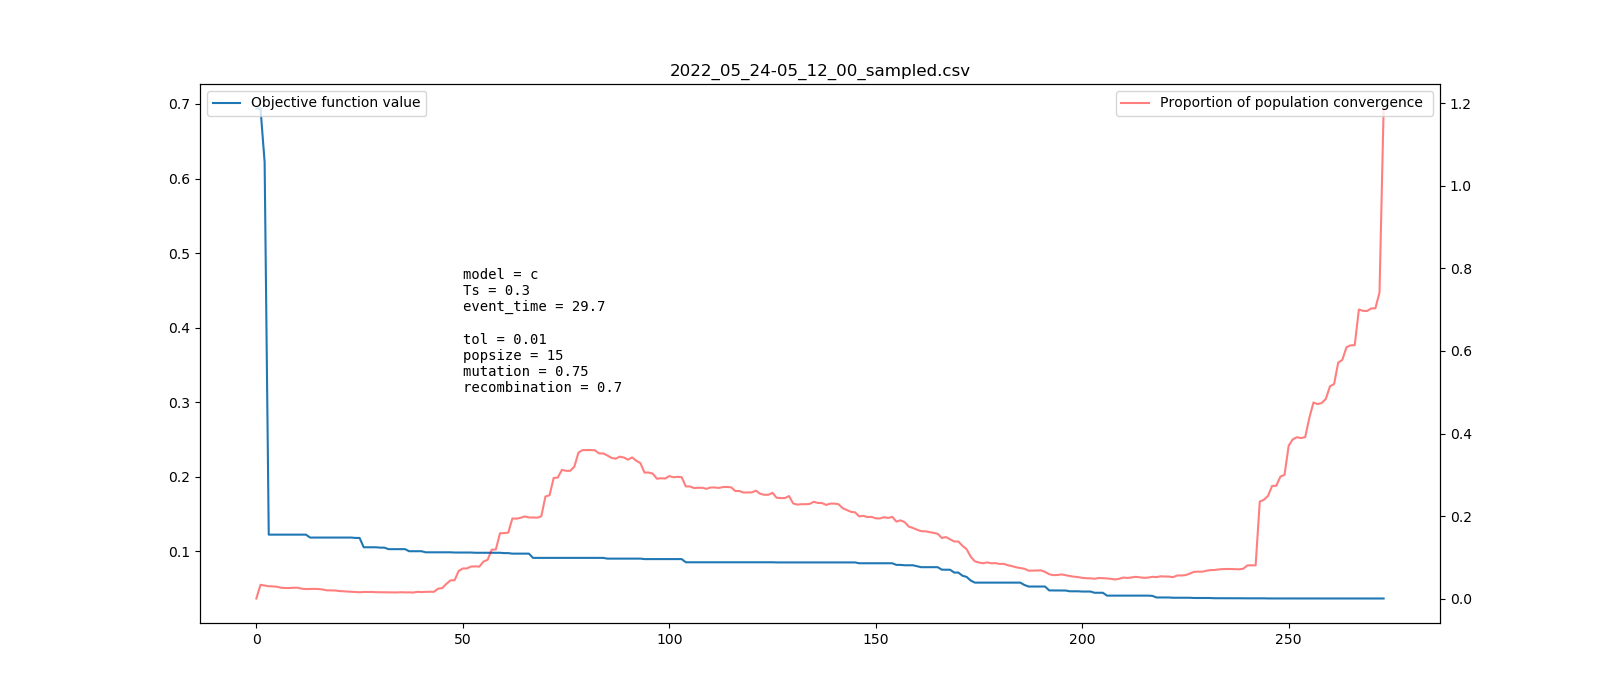 2022_05_24-05_12_00_sampled.csv
Objective function value
Proportion of population convergence
0.7
0.6
0.5
0.4
0.3
0.2
0.1
model = c
Ts = 0.3
event_time = 29.7
tol = 0.01
popsize = 15
mutation = 0.75
recombination = 0.7
1.2
1.0
0.8
0.6
0.4
0.2
0.0
0 50 100 150 200 250